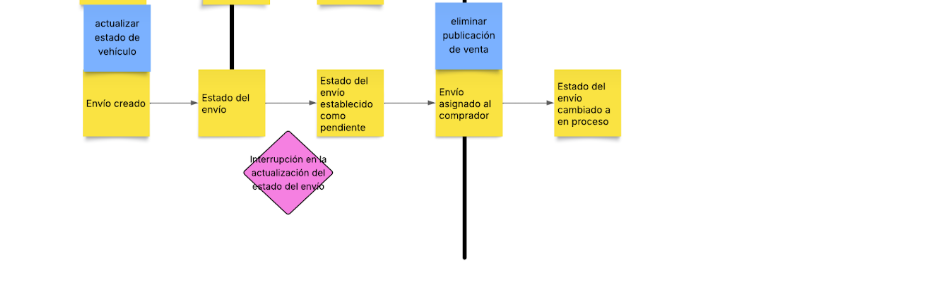 actualizar
estado de
vehículo
eliminar
publicación
de venta
Envío creado
Estado del
envío
Estado del
envío
establecido
como
pendiente
Envío
asignado al
comprador
Estado del
envío
cambiado a
en proceso
Interrupción en la
actualización del
estado del envío